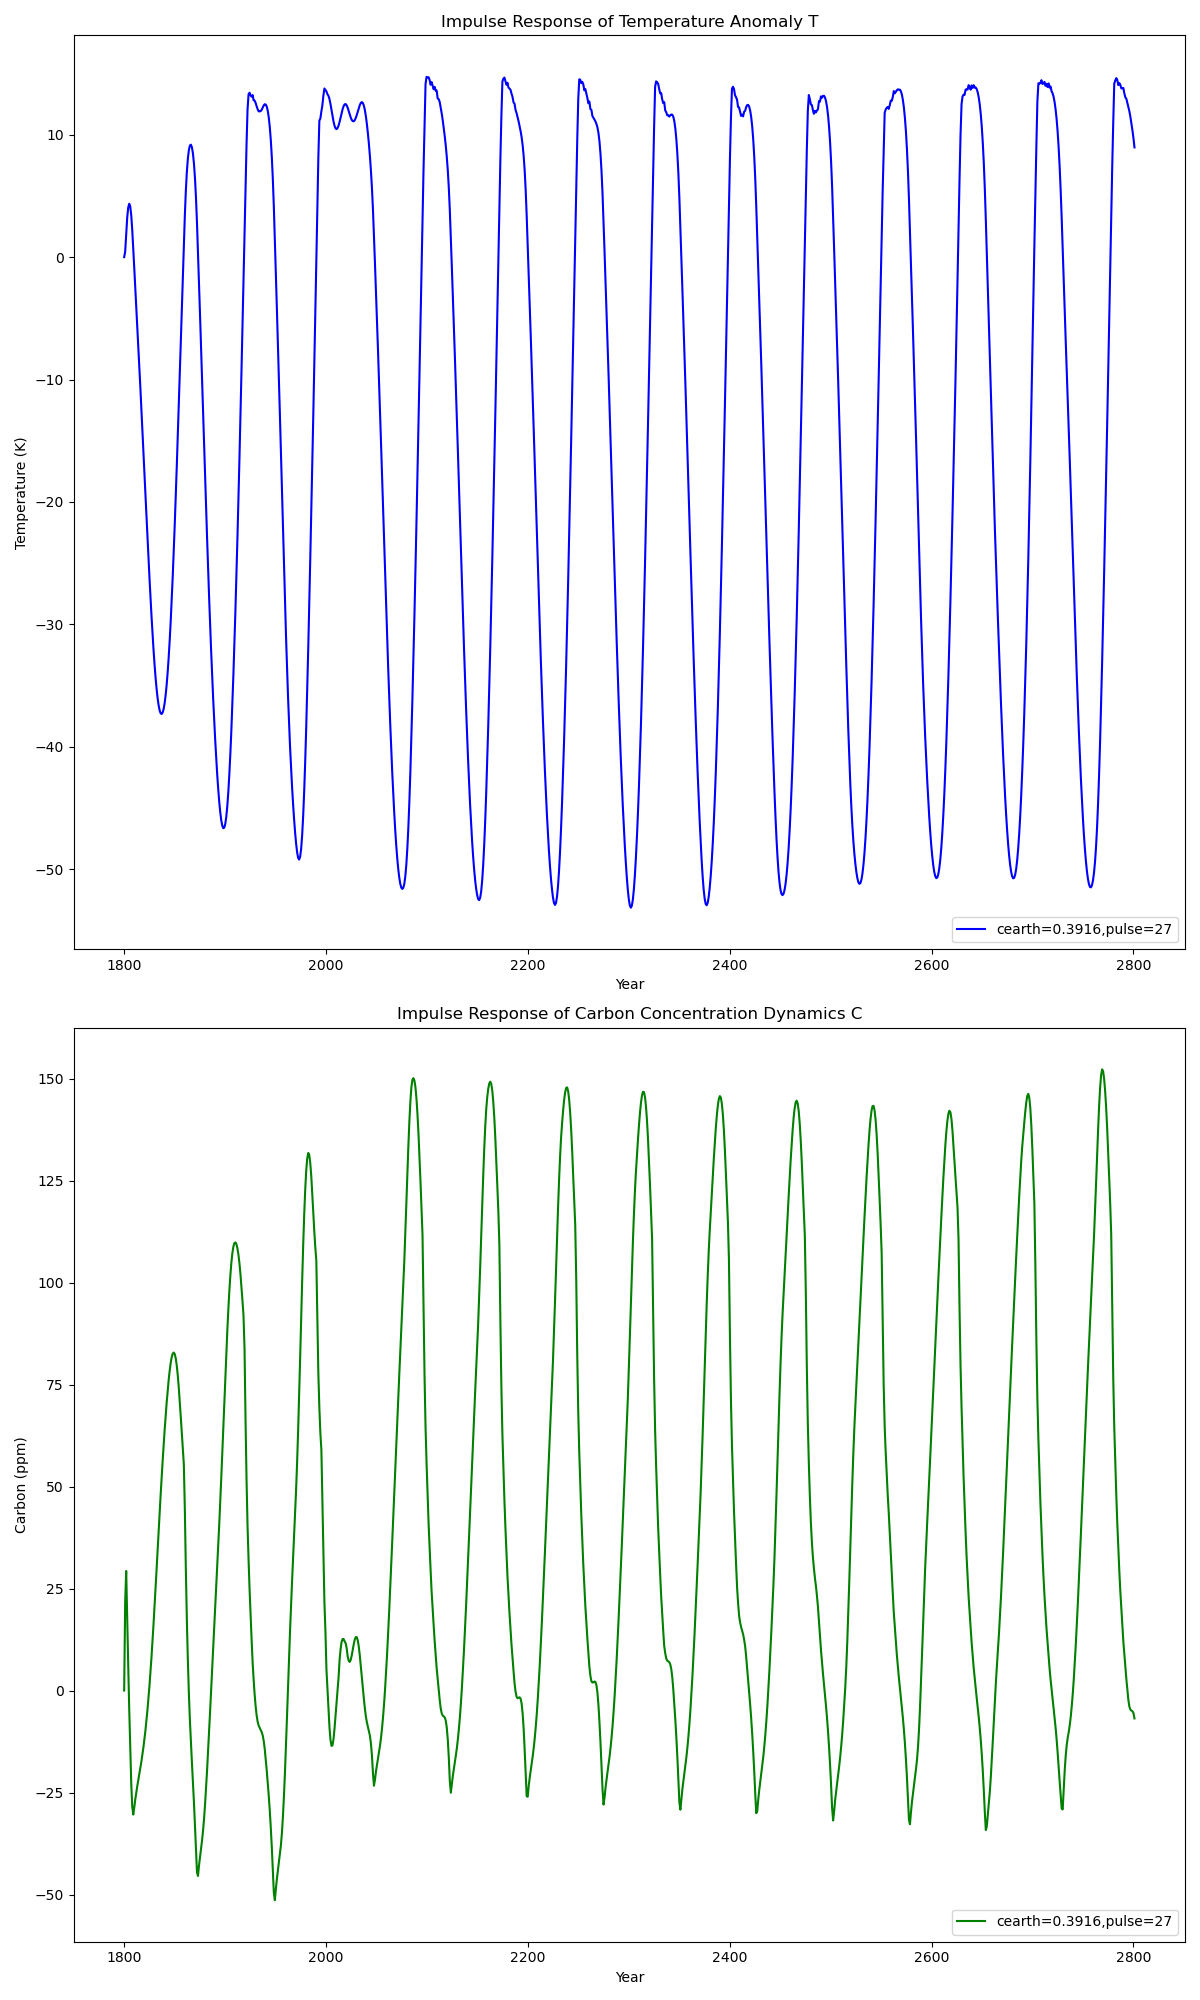 Impulse Response of Temperature Anomaly T
Temperature (K)
10
0
−10
−20
−30
−40
−50
cearth=0.3916,pulse=27
1800 2000 2200 2400 2600 2800
Year
Impulse Response of Carbon Concentration Dynamics C
Carbon (ppm)
150
125
100
75
50
25
0
−25
−50
cearth=0.3916,pulse=27
1800 2000 2200 2400 2600 2800
Year